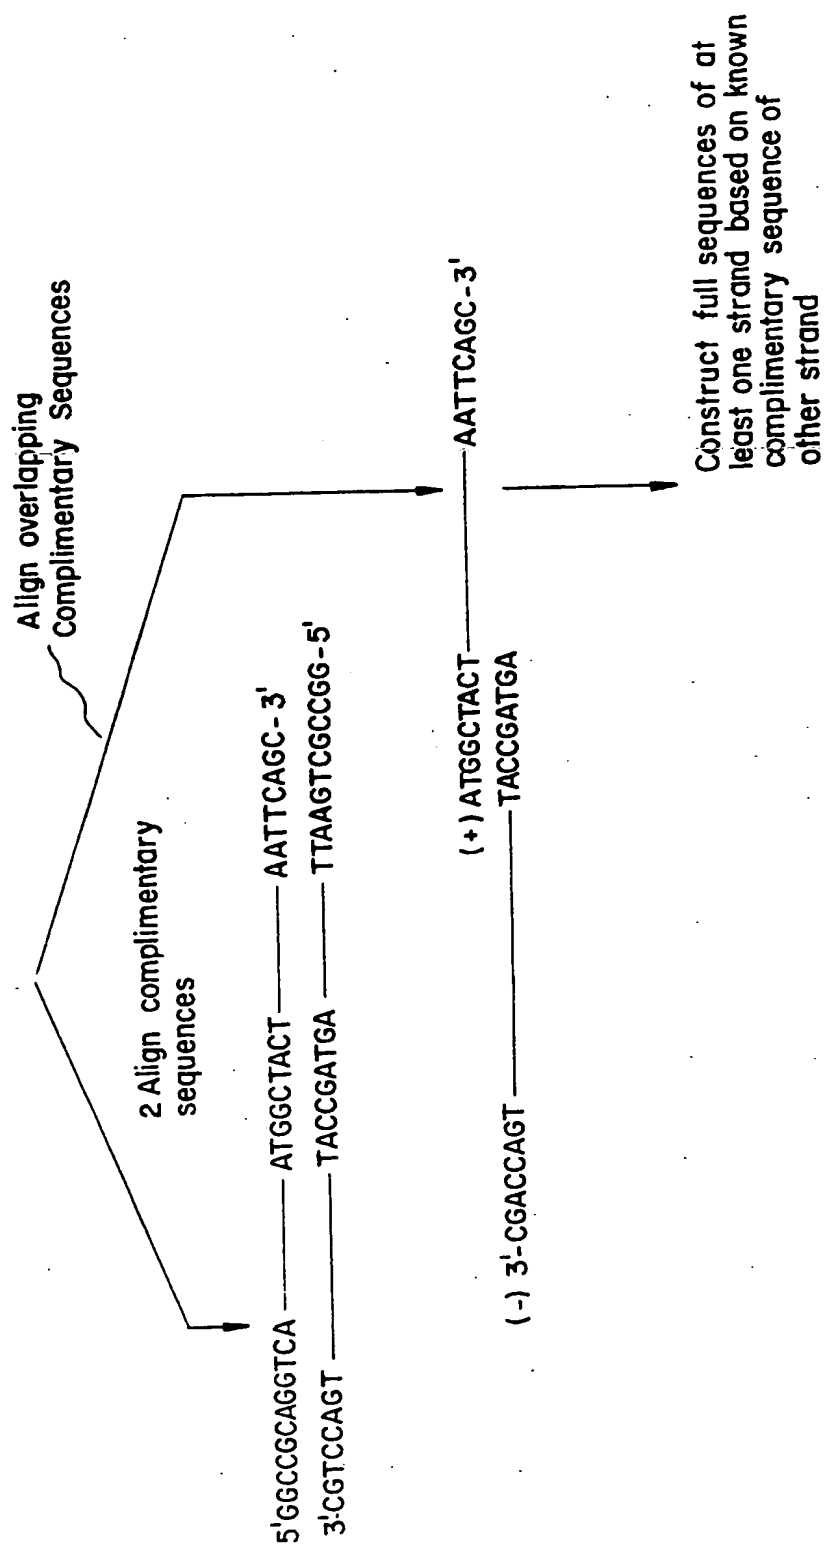 Align overlapping
Complimentary Sequences
2 Align complimentary
sequences
5'GGCCGCAGGTCA ATGGCTACT AATTCAGC-3'
3'-CGTCCAGT TACCGATGA TTAAGTCGCCGG-5'
(+) ATGGCTACT AATTCAGC-3'
TACCGATGA
(-) 3'-CGACCAGT
Construct full sequences of at
least one strand based on known
complimentary sequence of
other strand